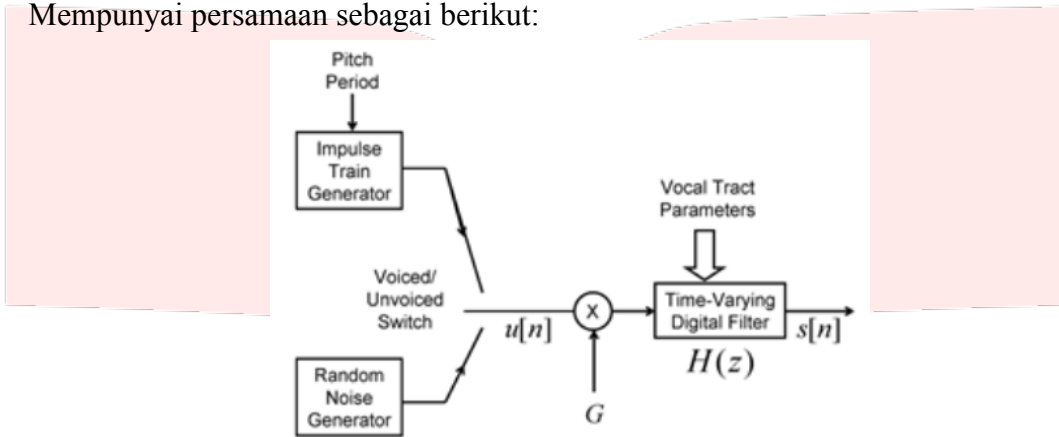 Mempunyai persamaan sebagai berikut:
Pitch
Period
Impulse
Train
Generator
Vocal Tract
Parameters
Voiced/
Unvoiced
Switch
u[n]
X
Time-Varying
Digital Filter
s[n]
H(z)
Random
Noise
Generator
G